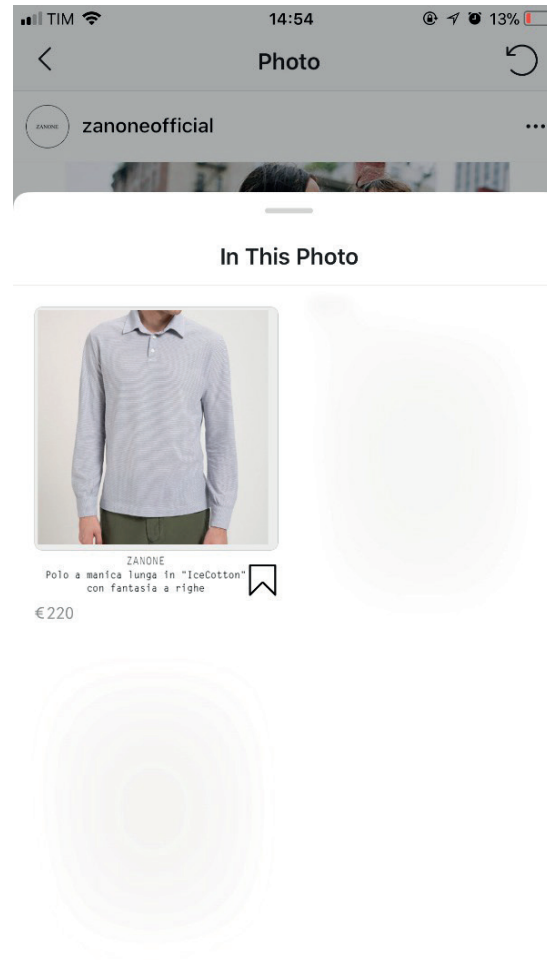 TIM 14:54 13%
Photo
ZANONE zanoneofficial
In This Photo
ZANONE
Polo a manica lunga in "IceCotton"
con fantasia a righe
€220